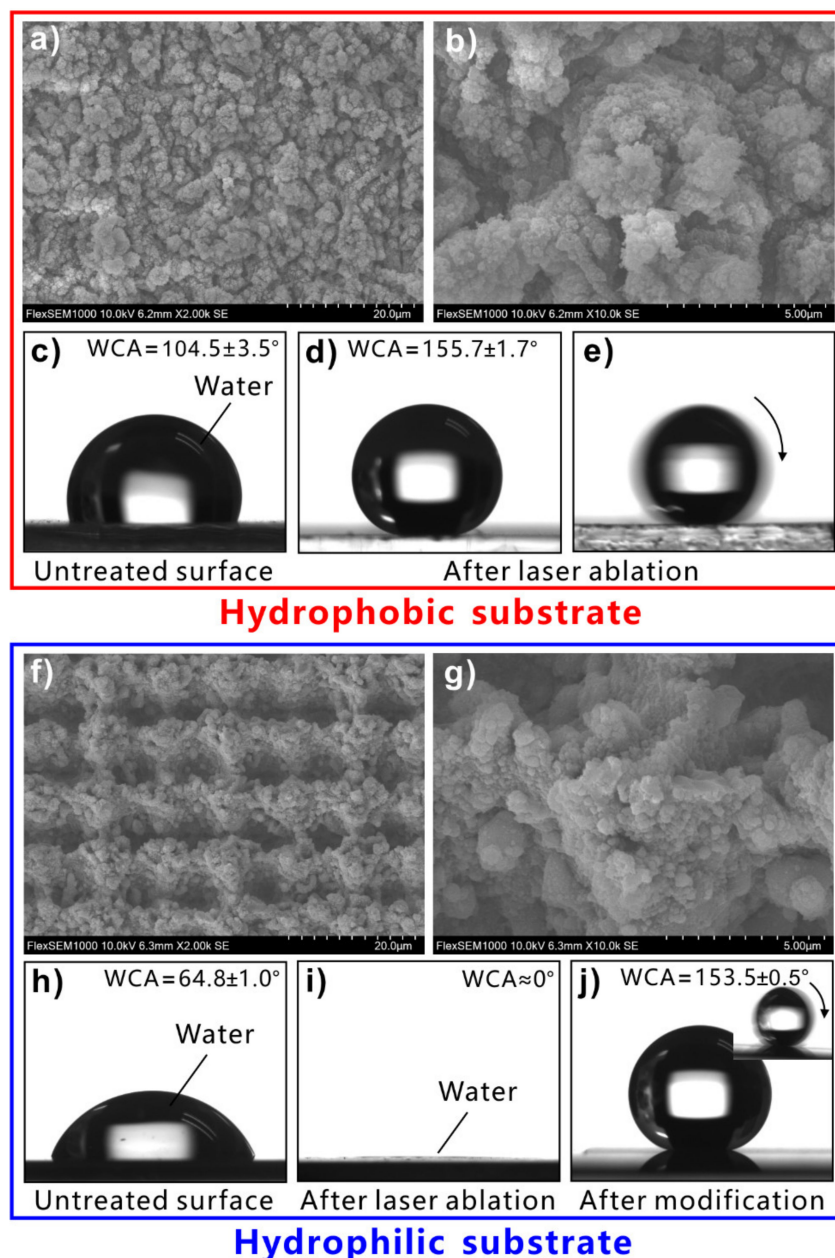 a)
b)
FlexSEM1000 10.0kV 6.2mm X2.00k SE 20.0μm
FlexSEM1000 10.0kV 6.2mm X10.0k SE 5.00μm
c) WCA=104.5±3.5°
Water
d) WCA=155.7±1.7°
e)
Untreated surface
After laser ablation
Hydrophobic substrate
f)
g)
FlexSEM1000 10.0kV 6.3mm X2.00k SE 20.0μm
FlexSEM1000 10.0kV 6.3mm X10.0k SE 5.00μm
h) WCA=64.8±1.0°
Water
i) WCA≈0°
Water
j) WCA=153.5±0.5°
Untreated surface
After laser ablation
After modification
Hydrophilic substrate